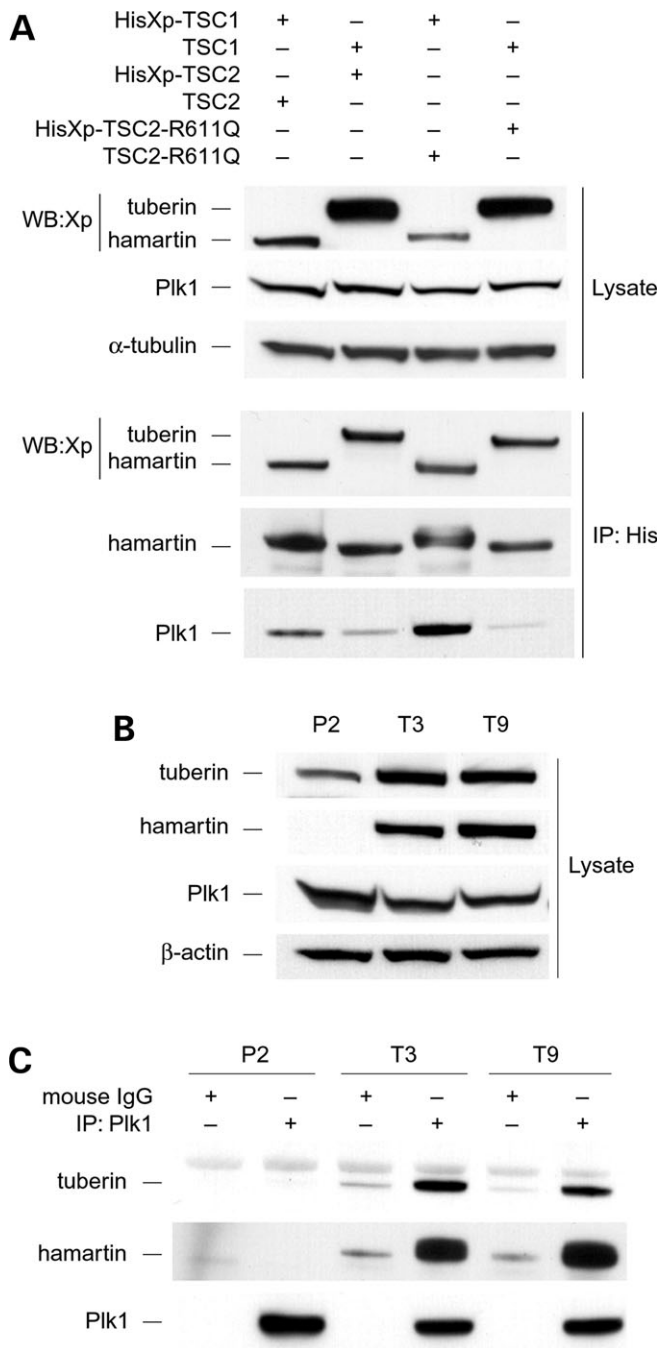 A
HisXp-TSC1 + – + –
TSC1 – + – +
HisXp-TSC2 – + – –
TSC2 + – – –
HisXp-TSC2-R611Q – – – +
TSC2-R611Q – – + –
WB:Xp
tuberin –
hamartin –
Plk1 –
α-tubulin –
Lysate
WB:Xp
tuberin –
hamartin –
hamartin –
Plk1 –
IP: His
B
P2 T3 T9
tuberin –
hamartin –
Plk1 –
β-actin –
Lysate
C
P2 T3 T9
mouse IgG + – + – + –
IP: Plk1 – + – + – +
tuberin –
hamartin –
Plk1 –